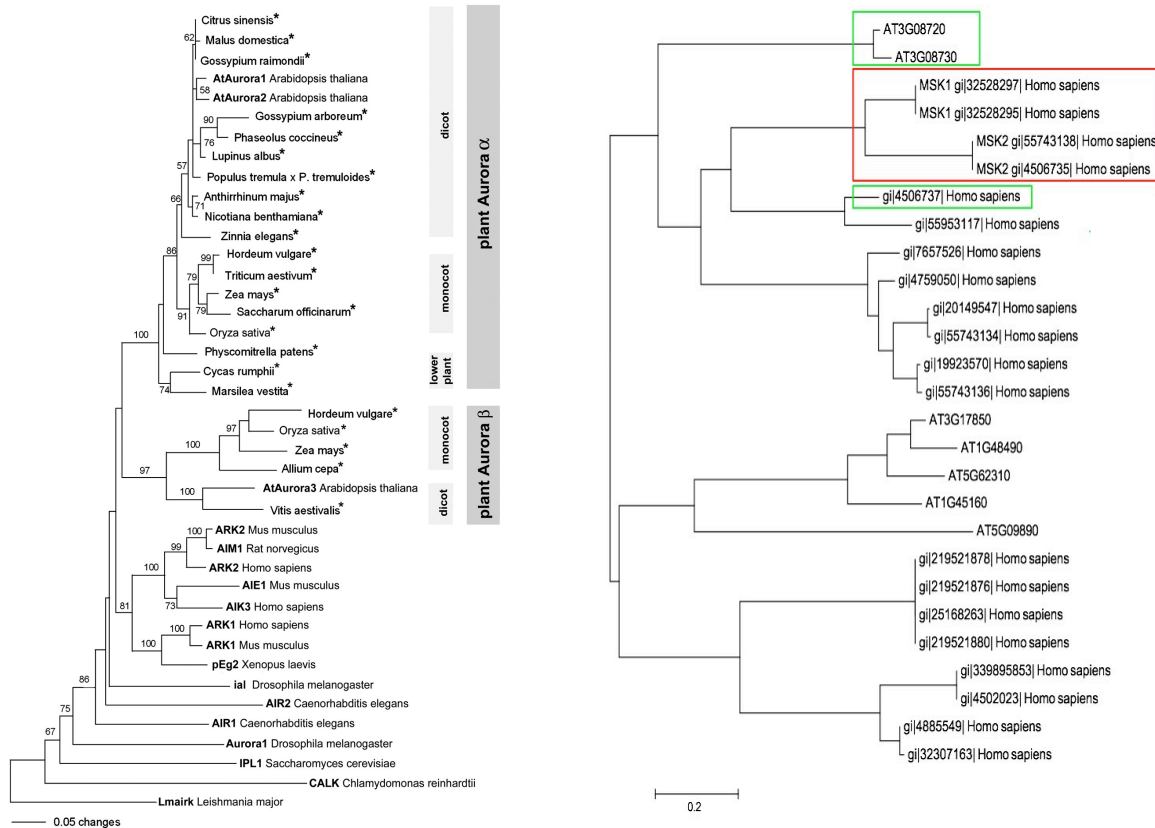 Citrus sinensis*
62
Malus domestica*
Gossypium raimondii*
AtAurora1 Arabidopsis thaliana
58
AtAurora2 Arabidopsis thaliana
Gossypium arboreum*
90
Phaseolus coccineus*
76
Lupinus albus*
57
Populus tremula x P. tremuloides*
Anthirrhinum majus*
66
71
Nicotiana benthamiana*
Zinnia elegans*
86
Hordeum vulgare*
99
Triticum aestivum*
79
Zea mays*
79
Saccharum officinarum*
91
Oryza sativa*
100
Physcomitrella patens*
Cycas rumphii*
74
Marsilea vestita*
dicot
monocot
lower
plant
plant Aurora α
Hordeum vulgare*
97
Oryza sativa*
100
Zea mays*
97
Allium cepa*
AtAurora3 Arabidopsis thaliana
100
Vitis aestivalis*
monocot
dicot
plant Aurora β
ARK2 Mus musculus
100
AIM1 Rat norvegicus
99
ARK2 Homo sapiens
100
AIE1 Mus musculus
73
AIK3 Homo sapiens
81
ARK1 Homo sapiens
100
ARK1 Mus musculus
100
pEg2 Xenopus laevis
86
ial Drosophila melanogaster
AIR2 Caenorhabditis elegans
75
AIR1 Caenorhabditis elegans
67
Aurora1 Drosophila melanogaster
IPL1 Saccharomyces cerevisiae
CALK Chlamydomonas reinhardtii
Lmairk Leishmania major
0.05 changes
AT3G08720
AT3G08730
MSK1 gi|32528297| Homo sapiens
MSK1 gi|32528295| Homo sapiens
MSK2 gi|55743138| Homo sapiens
MSK2 gi|4506735| Homo sapiens
gi|4506737| Homo sapiens
gi|55953117| Homo sapiens
gi|7657526| Homo sapiens
gi|4759050| Homo sapiens
gi|20149547| Homo sapiens
gi|55743134| Homo sapiens
gi|19923570| Homo sapiens
gi|55743136| Homo sapiens
AT3G17850
AT1G48490
AT5G62310
AT1G45160
AT5G09890
gi|219521878| Homo sapiens
gi|219521876| Homo sapiens
gi|25168263| Homo sapiens
gi|219521880| Homo sapiens
gi|339895853| Homo sapiens
gi|4502023| Homo sapiens
gi|4885549| Homo sapiens
gi|32307163| Homo sapiens
0.2